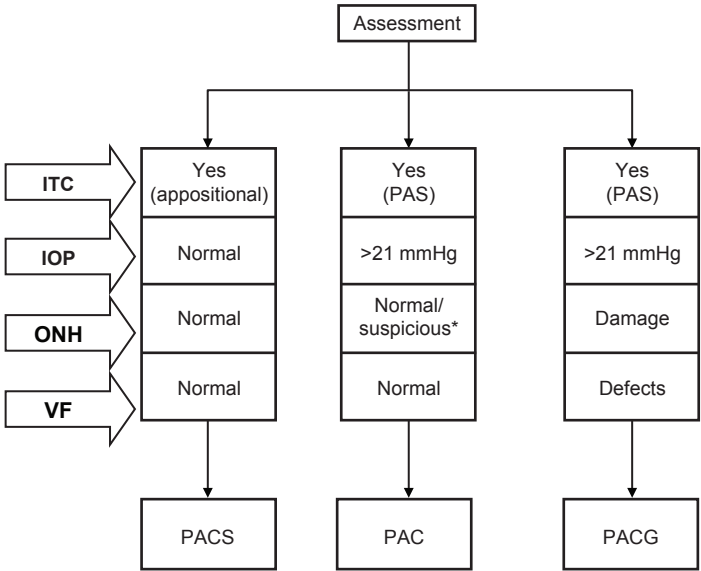 Assessment
ITC
Yes
(appositional)
Yes
(PAS)
Yes
(PAS)
IOP
Normal
>21 mmHg
>21 mmHg
ONH
Normal
Normal/
suspicious*
Damage
VF
Normal
Normal
Defects
PACS
PAC
PACG